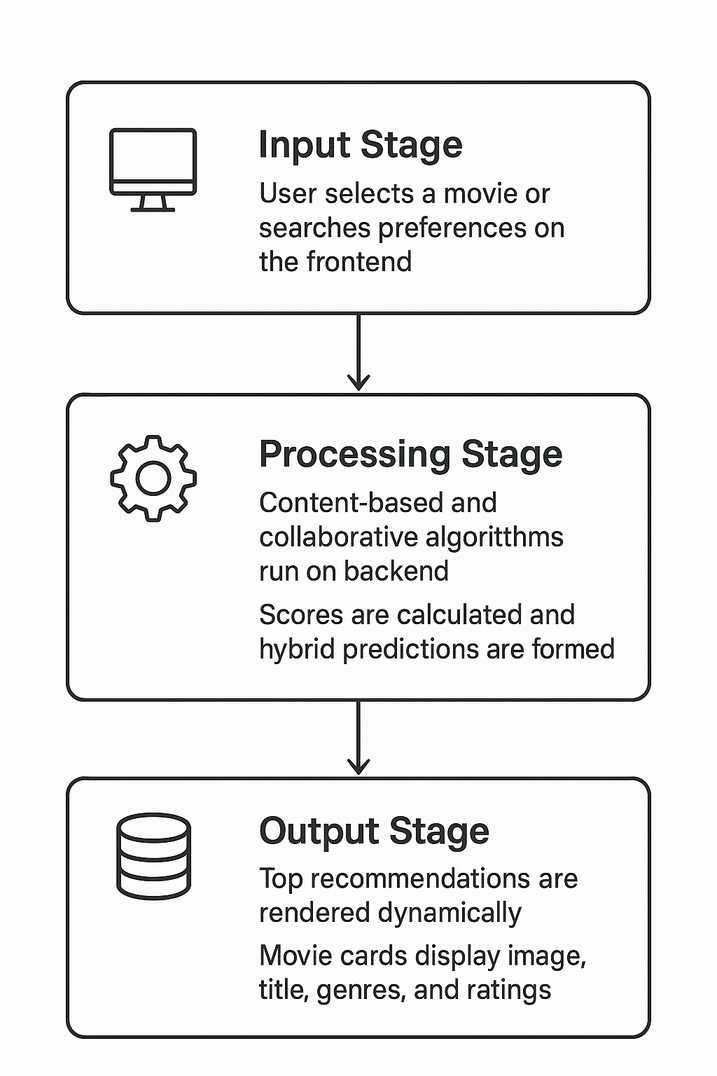 Input Stage
User selects a movie or
searches preferences on
the frontend
Processing Stage
Content-based and
collaborative algoritthms
run on backend
Scores are calculated and
hybrid predictions are formed
Output Stage
Top recommendations are
rendered dynamically
Movie cards display image,
title, genres, and ratings